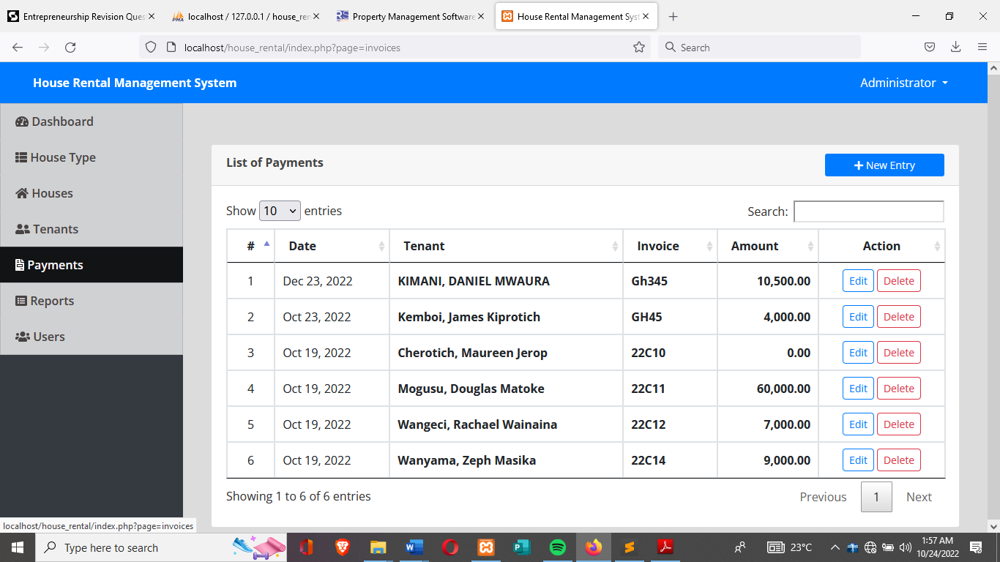 Entrepreneurship Revision Ques
localhost / 127.0.0.1 / house_ren
Property Management Software
House Rental Management Syst
localhost/house_rental/index.php?page=invoices
Search
House Rental Management System
Administrator
Dashboard
House Type
Houses
Tenants
Payments
Reports
Users
List of Payments
New Entry
Show 10 entries
Search:
# Date Tenant Invoice Amount Action
1 Dec 23, 2022 KIMANI, DANIEL MWAURA Gh345 10,500.00 Edit Delete
2 Oct 23, 2022 Kemboi, James Kiprotich GH45 4,000.00 Edit Delete
3 Oct 19, 2022 Cherotich, Maureen Jerop 22C10 0.00 Edit Delete
4 Oct 19, 2022 Mogusu, Douglas Matoke 22C11 60,000.00 Edit Delete
5 Oct 19, 2022 Wangeci, Rachael Wainaina 22C12 7,000.00 Edit Delete
6 Oct 19, 2022 Wanyama, Zeph Masika 22C14 9,000.00 Edit Delete
Showing 1 to 6 of 6 entries
Previous 1 Next
localhost/house_rental/index.php?page=invoices
Type here to search
23°C
1:57 AM
10/24/2022